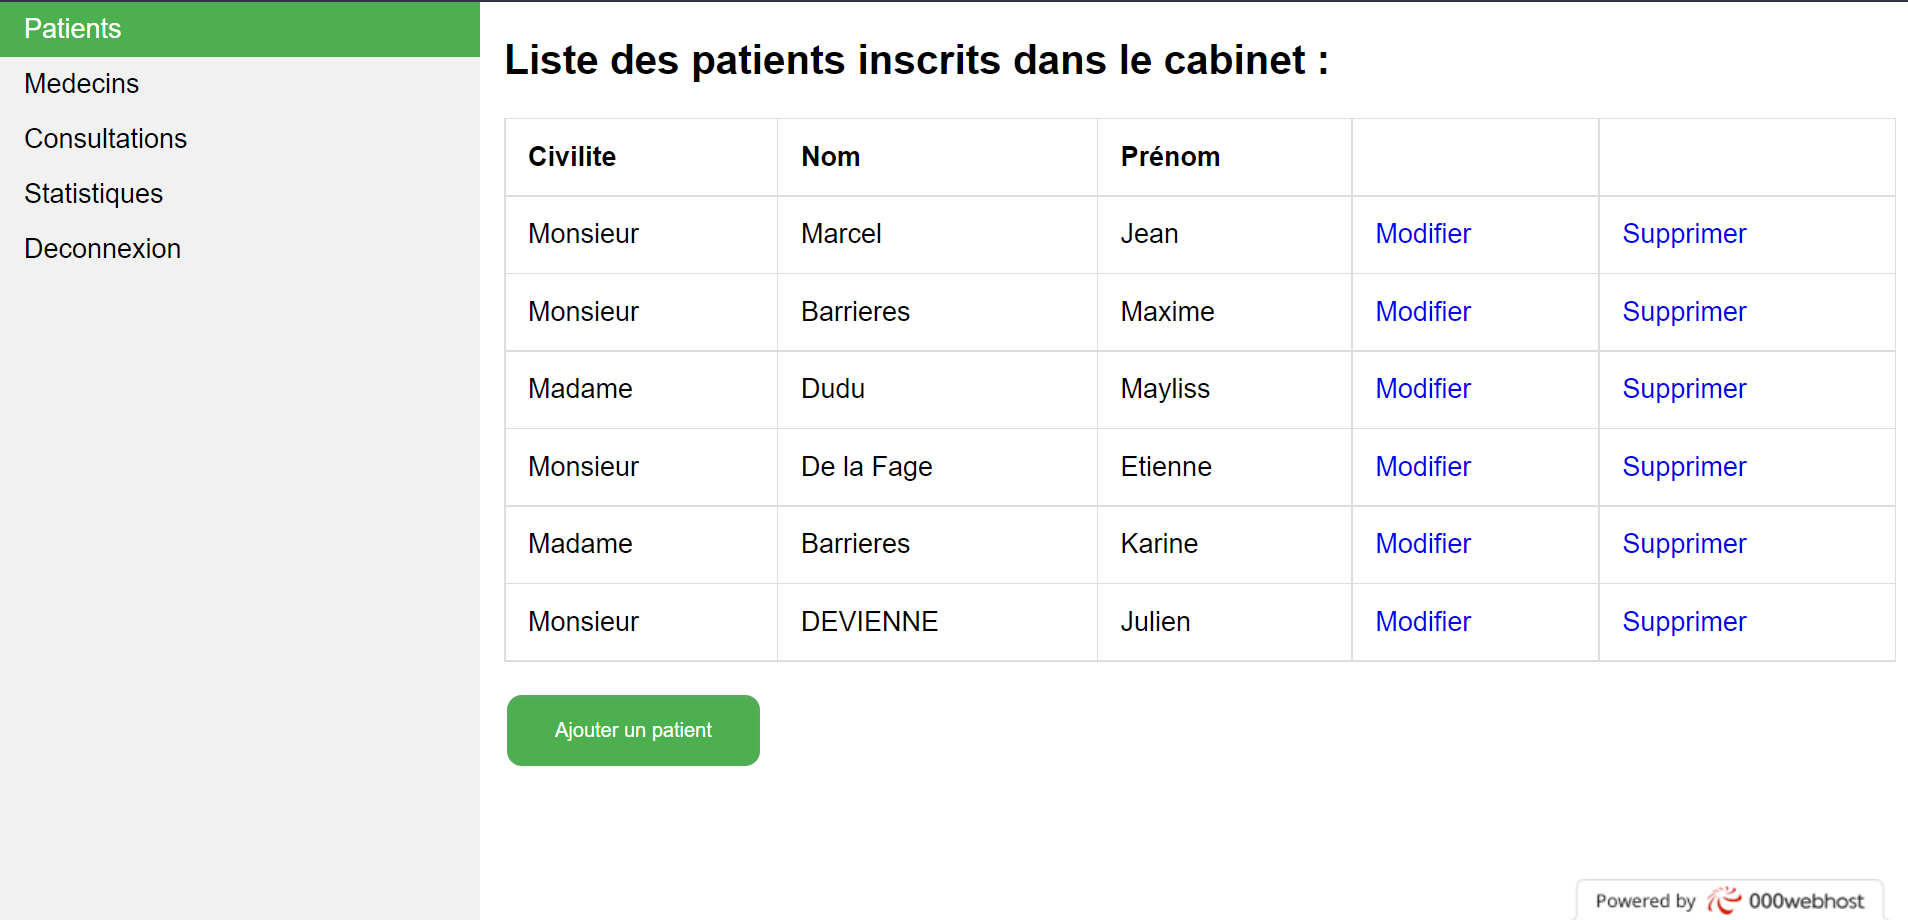 Patients
Medecins
Consultations
Statistiques
Deconnexion
Liste des patients inscrits dans le cabinet :
Civilite Nom Prénom
Monsieur Marcel Jean Modifier Supprimer
Monsieur Barrieres Maxime Modifier Supprimer
Madame Dudu Mayliss Modifier Supprimer
Monsieur De la Fage Etienne Modifier Supprimer
Madame Barrieres Karine Modifier Supprimer
Monsieur DEVIENNE Julien Modifier Supprimer
Ajouter un patient
Powered by 000webhost